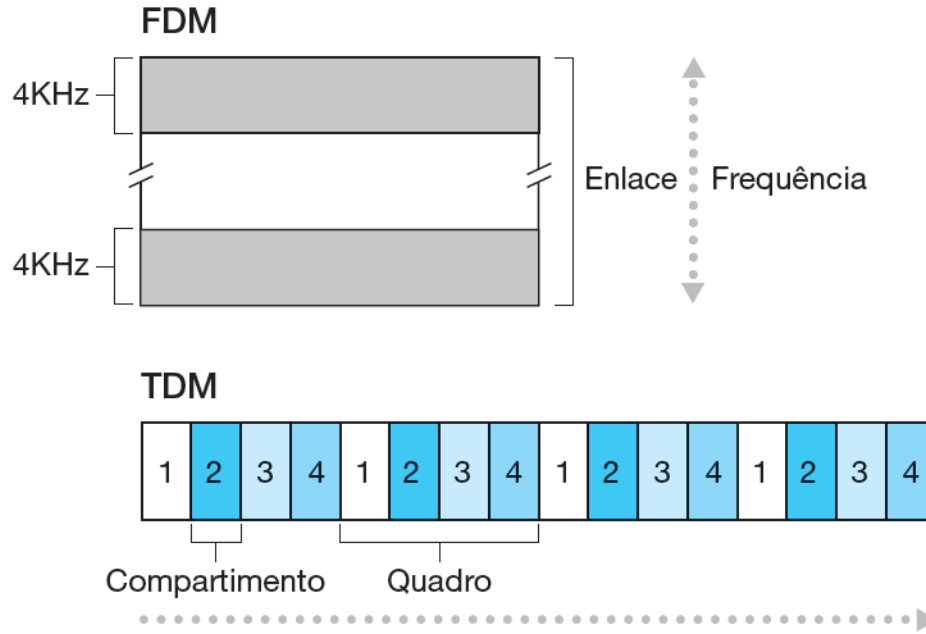 FDM
4KHz
Enlace
Frequência
4KHz
TDM
1 2 3 4 1 2 3 4 1 2 3 4 1 2 3 4
Compartimento
Quadro